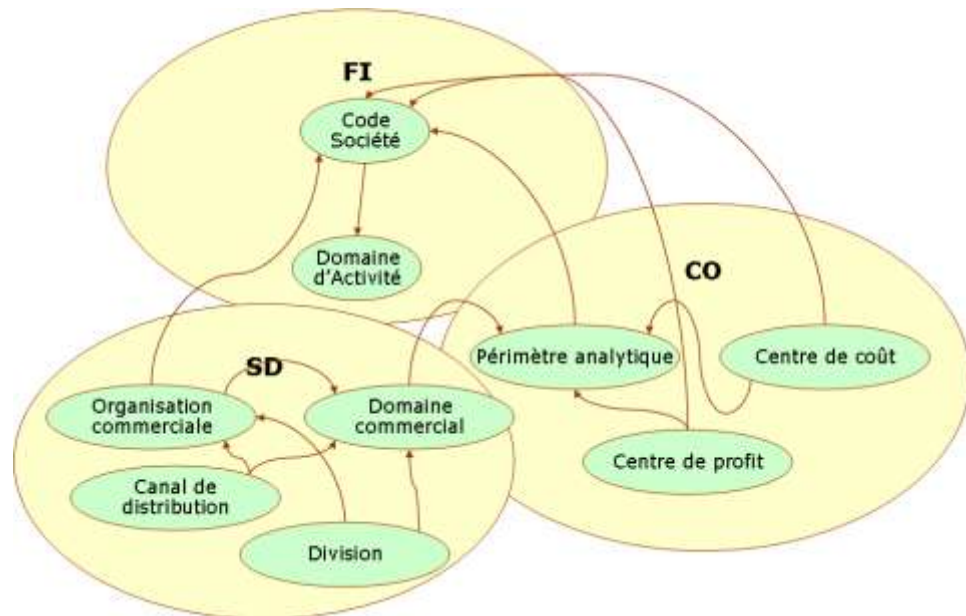 FI
Code
Société
Domaine
d'Activité
CO
Périmètre analytique
Centre de coût
Centre de profit
SD
Organisation
commerciale
Domaine
commercial
Canal de
distribution
Division